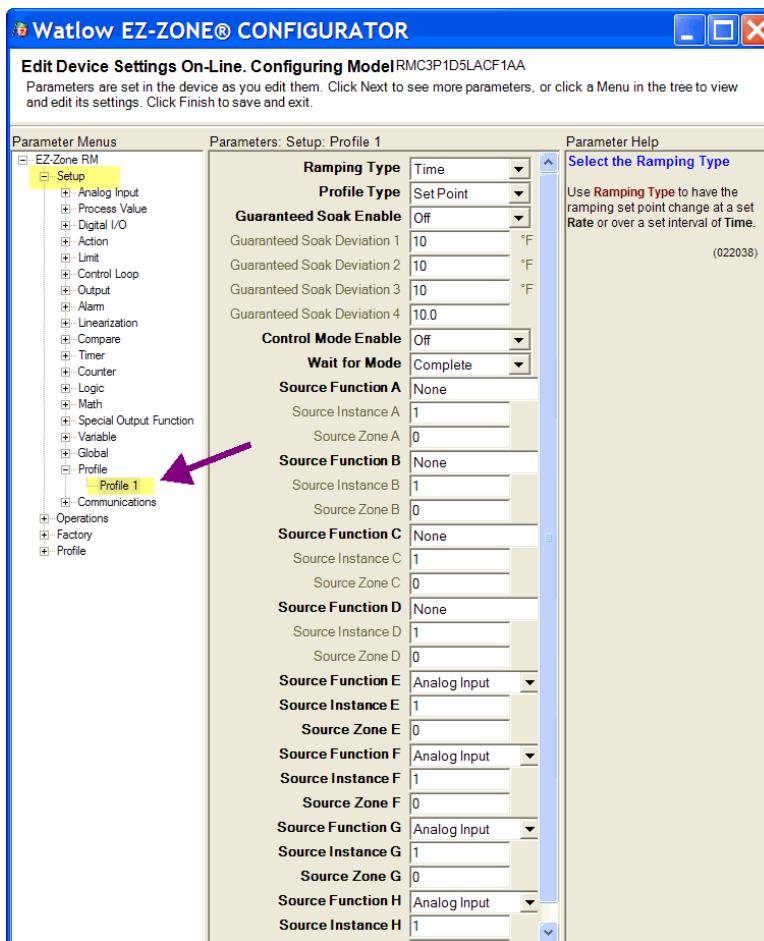 Watlow EZ-ZONE® CONFIGURATOR
Edit Device Settings On-Line. Configuring Model RMC3P1D5LACF1AA
Parameters are set in the device as you edit them. Click Next to see more parameters, or click a Menu in the tree to view
and edit its settings. Click Finish to save and exit.
Parameter Menus
EZ-Zone RM
Setup
Analog Input
Process Value
Digital I/O
Action
Limit
Control Loop
Output
Alarm
Linearization
Compare
Timer
Counter
Logic
Math
Special Output Function
Variable
Global
Profile
Profile 1
Communications
Operations
Factory
Profile
Parameters: Setup: Profile 1
Ramping Type Time
Profile Type Set Point
Guaranteed Soak Enable Off
Guaranteed Soak Deviation 1 10 °F
Guaranteed Soak Deviation 2 10 °F
Guaranteed Soak Deviation 3 10 °F
Guaranteed Soak Deviation 4 10.0
Control Mode Enable Off
Wait for Mode Complete
Source Function A None
Source Instance A 1
Source Zone A 0
Source Function B None
Source Instance B 1
Source Zone B 0
Source Function C None
Source Instance C 1
Source Zone C 0
Source Function D None
Source Instance D 1
Source Zone D 0
Source Function E Analog Input
Source Instance E 1
Source Zone E 0
Source Function F Analog Input
Source Instance F 1
Source Zone F 0
Source Function G Analog Input
Source Instance G 1
Source Zone G 0
Source Function H Analog Input
Source Instance H 1
Parameter Help
Select the Ramping Type
Use Ramping Type to have the
ramping set point change at a set
Rate or over a set interval of Time.
(022038)